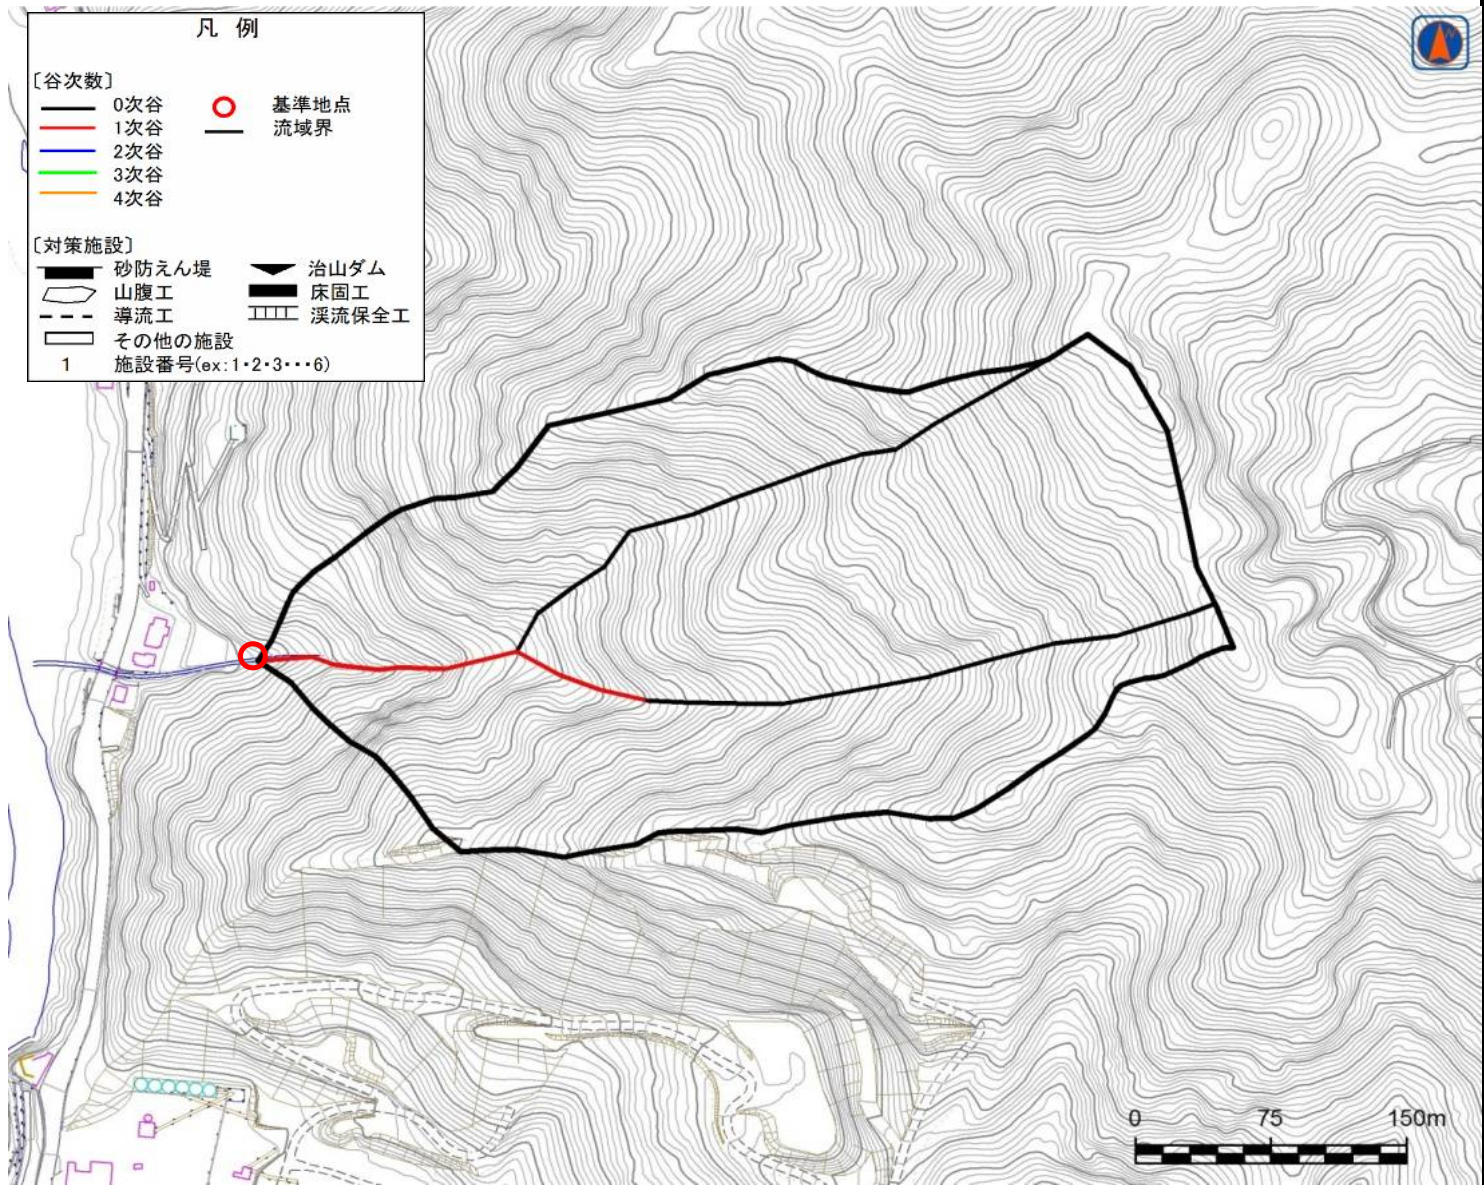 凡 例
〔谷次数〕
0次谷
基準地点
1次谷
流域界
2次谷
3次谷
4次谷
〔対策施設〕
砂防えん堤
治山ダム
山腹工
床固工
導流工
渓流保全工
その他の施設
1 施設番号(ex:1・2・3・・・6)
N
0 75 150m